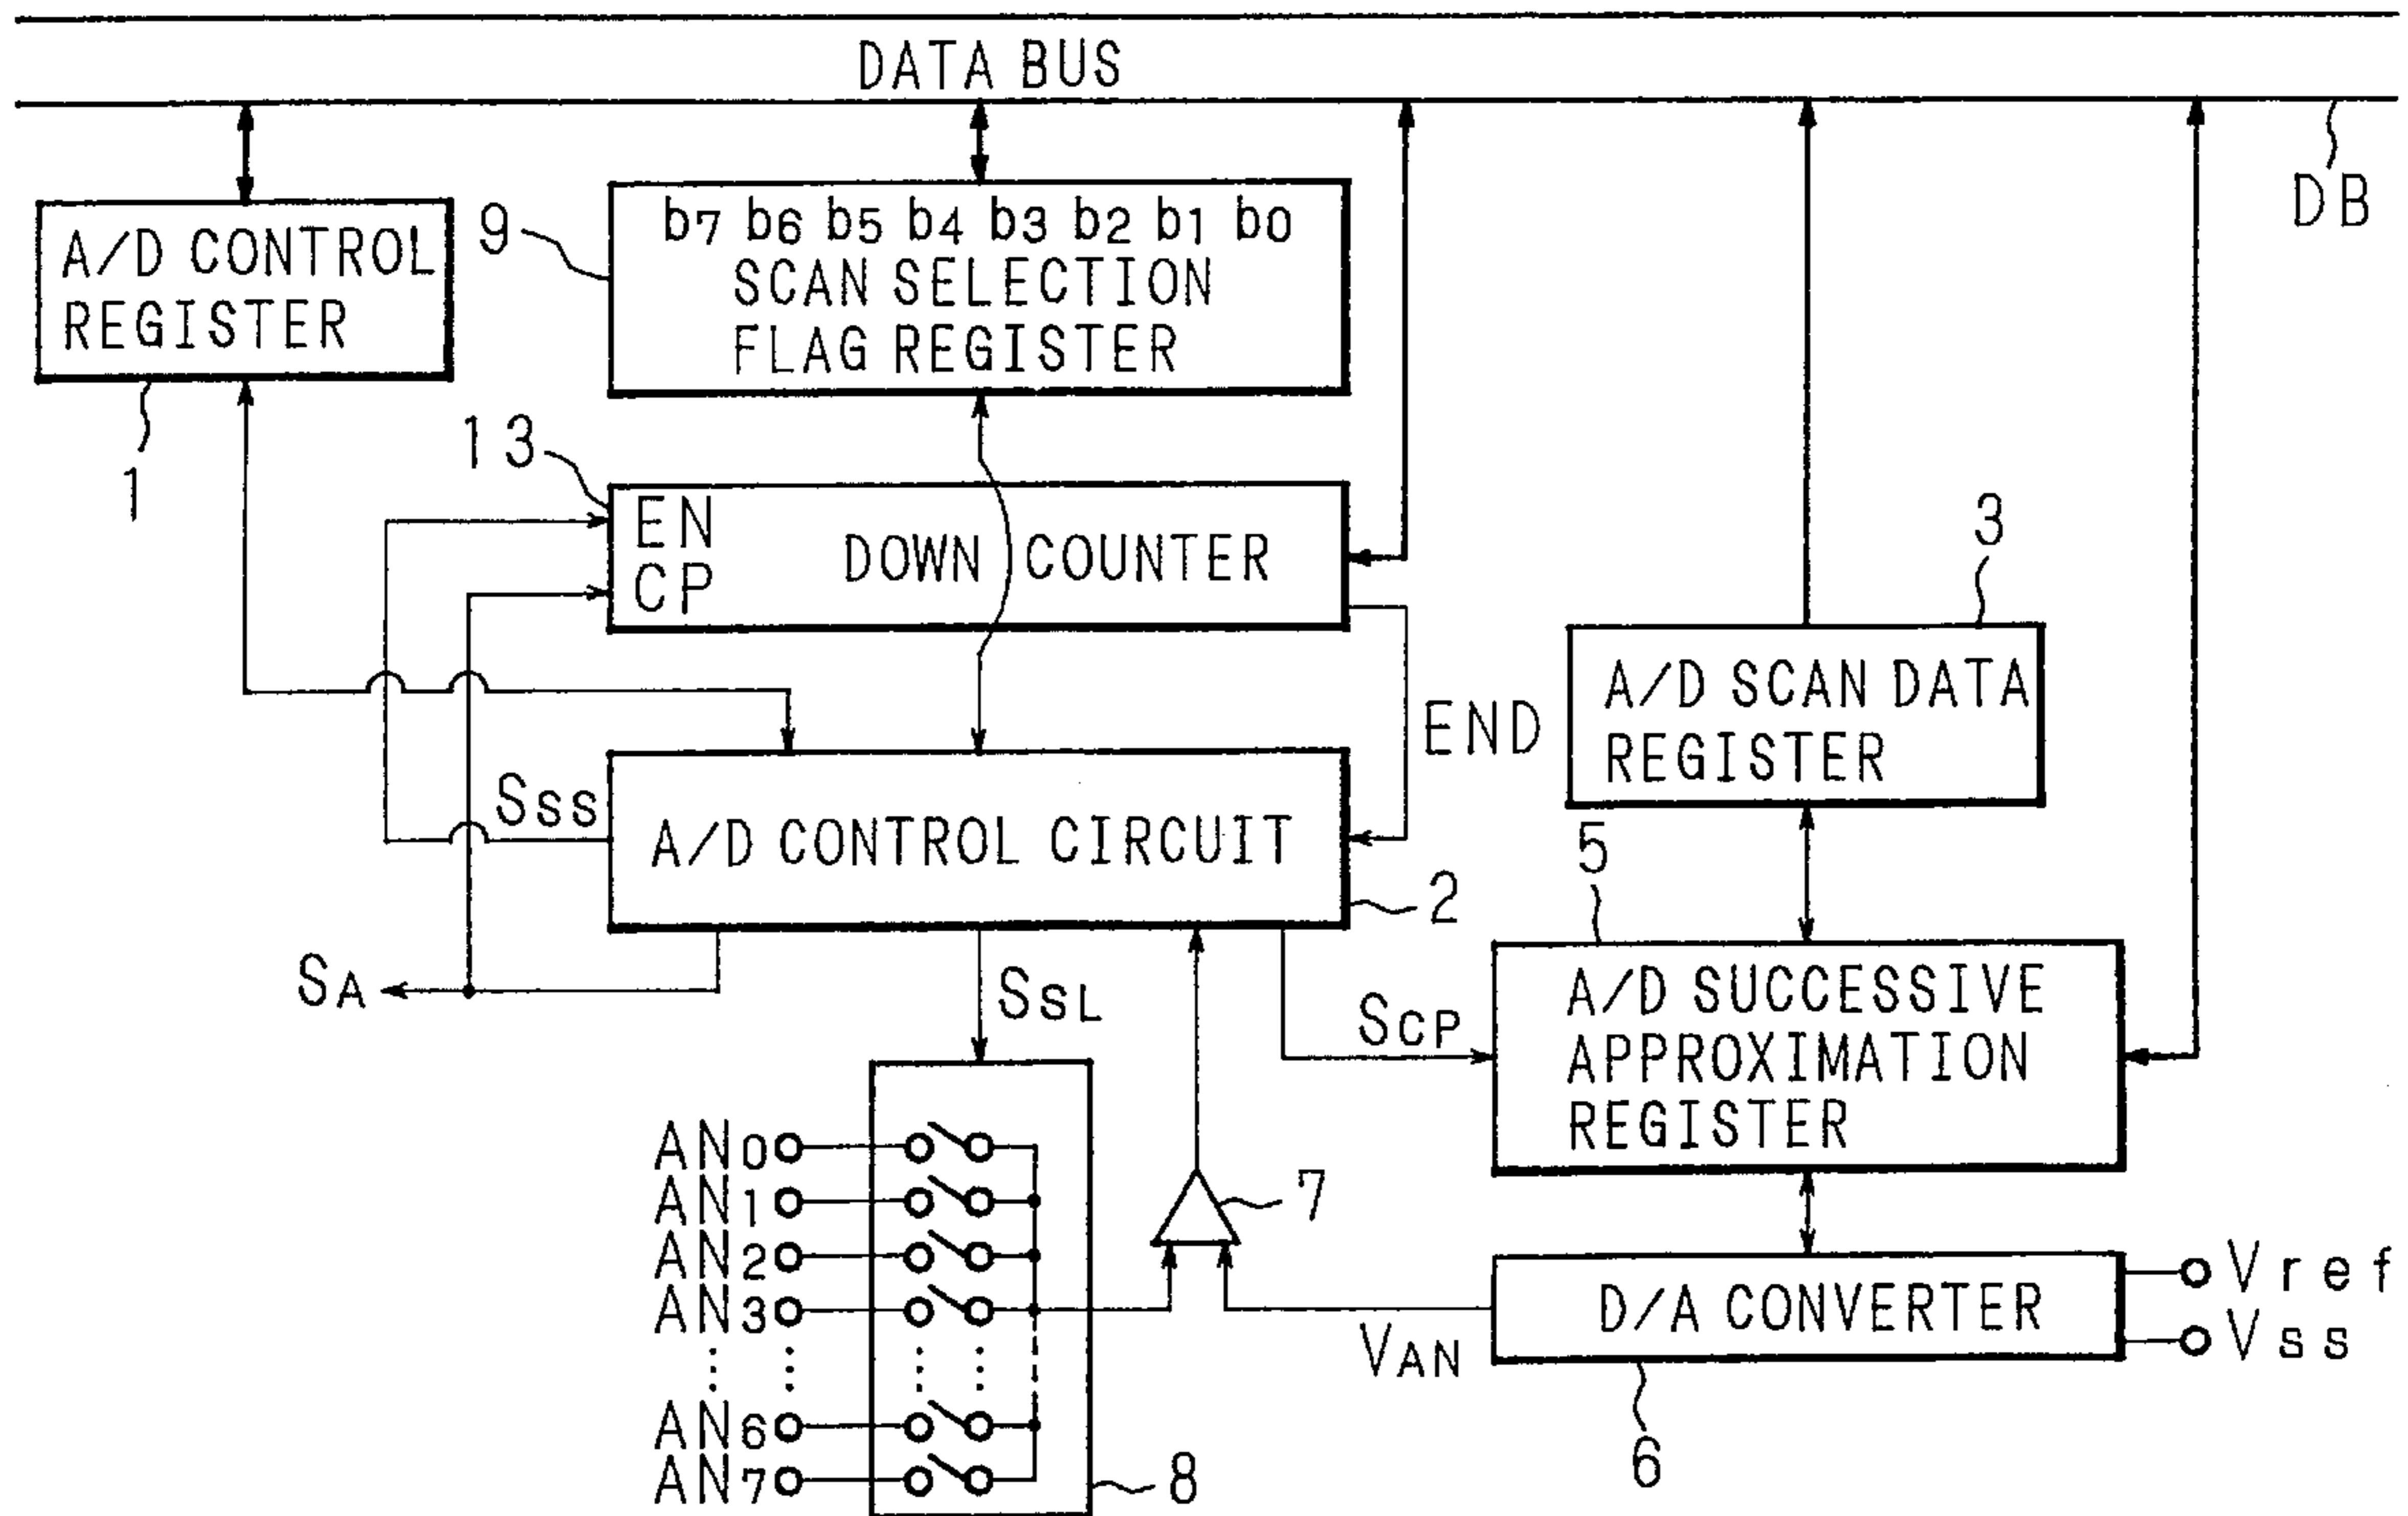 DATA BUS
DB
A/D CONTROL
REGISTER
1
9
b7 b6 b5 b4 b3 b2 b1 b0
SCAN SELECTION
FLAG REGISTER
13
EN
CP
DOWN COUNTER
END
3
A/D SCAN DATA
REGISTER
SSS
A/D CONTROL CIRCUIT
2
5
A/D SUCCESSIVE
APPROXIMATION
REGISTER
SA
SSL
SCP
AN0
AN1
AN2
AN3
AN6
AN7
8
7
VAN
D/A CONVERTER
6
Vref
Vss